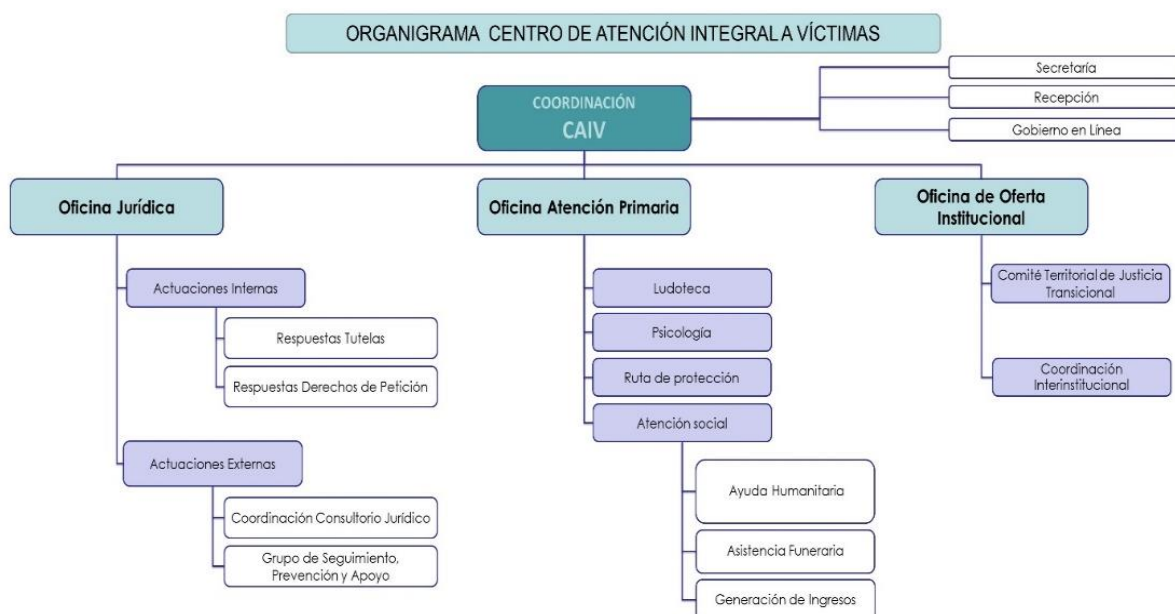 ORGANIGRAMA CENTRO DE ATENCIÓN INTEGRAL A VÍCTIMAS
Secretaría
COORDINACIÓN
CAIV
Recepción
Gobierno en Línea
Oficina Jurídica
Oficina Atención Primaria
Oficina de Oferta
Institucional
Actuaciones Internas
Respuestas Tutelas
Respuestas Derechos de Petición
Actuaciones Externas
Coordinación Consultorio Jurídico
Grupo de Seguimiento,
Prevención y Apoyo
Ludoteca
Psicología
Ruta de protección
Atención social
Ayuda Humanitaria
Asistencia Funeraria
Generación de Ingresos
Comité Territorial de Justicia
Transicional
Coordinación
Interinstitucional